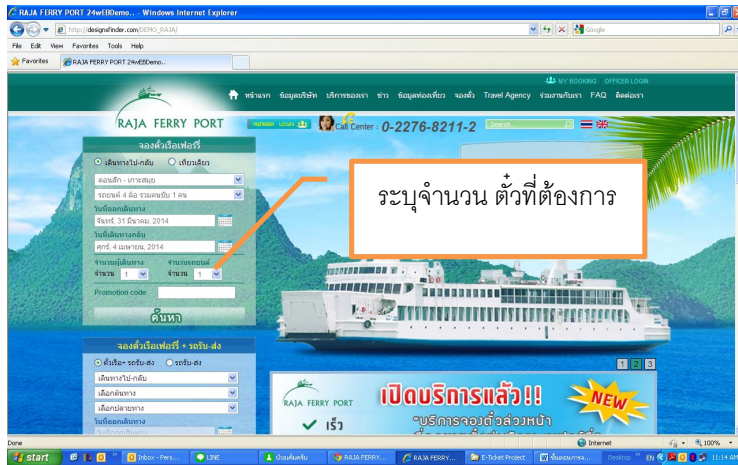 RAJA FERRY PORT 24wEBDemo.. - Windows Internet Explorer
http://designsfinder.com/DEMO_RAJA/
Google
File Edit View Favorites Tools Help
Favorites RAJA FERRY PORT 24wEBDemo..
MY BOOKING OFFICER LOGIN
หน้าแรก ข้อมูลบริษัท บริการของเรา ข่าว ข้อมูลท่องเที่ยว จองตั๋ว Travel Agency ร่วมงานกับเรา FAQ ติดต่อเรา
RAJA FERRY PORT
MEMBER LOGIN Call Center : 0-2276-8211-2 Search...
จองตั๋วเรือเฟอร์รี่
เดินทางไป-กลับ เที่ยวเดียว
ดอนสัก - เกาะสมุย
รถยนต์ 4 ล้อ รวมคนขับ 1 คน
วันที่ออกเดินทาง
จันทร์, 31 มีนาคม, 2014
วันที่เดินทางกลับ
ศุกร์, 4 เมษายน, 2014
จำนวนผู้เดินทาง จำนวนรถยนต์
จำนวน 1 จำนวน 1
Promotion code
ค้นหา
ระบุจำนวน ตั๋วที่ต้องการ
จองตั๋วเรือเฟอร์รี่ + รถรับ-ส่ง
ตั๋วเรือ+ รถรับ-ส่ง รถรับ-ส่ง
เดินทางไป-กลับ
เลือกต้นทาง
เลือกปลายทาง
วันที่ออกเดินทาง
1 2 3
RAJA FERRY PORT เปิดบริการแล้ว!! NEW
เร็ว "บริการจองตั๋วล่วงหน้า
Done Internet 100%
start Inbox - Pers... LINE RAJA FERRY... RAJA FERRY... E-Ticket Project Desktop EN 11:14 AM